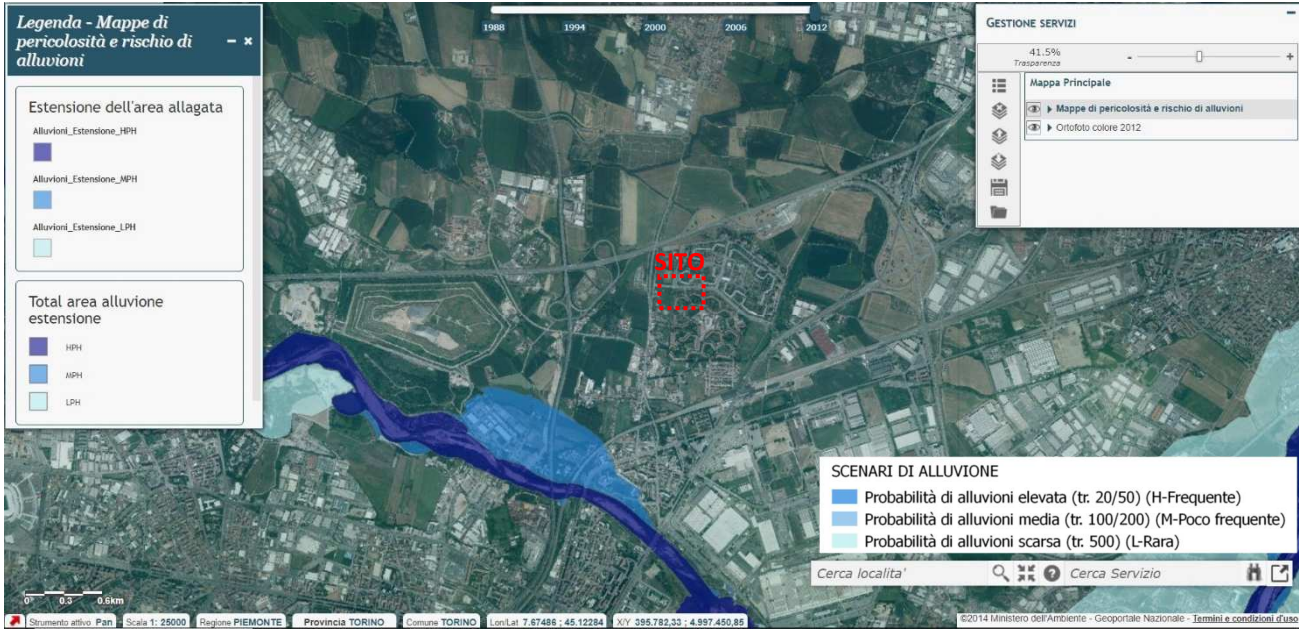 Legenda - Mappe di
pericolosità e rischio di
alluvioni
– ×
Estensione dell'area allagata
Alluvioni_Estensione_HPH
Alluvioni_Estensione_MPH
Alluvioni_Estensione_LPH
Total area alluvione
estensione
HPH
MPH
LPH
1988 1994 2000 2006 2012
GESTIONE SERVIZI
41.5%
Trasparenza
- +
Mappa Principale
Mappe di pericolosità e rischio di alluvioni
Ortofoto colore 2012
SITO
SCENARI DI ALLUVIONE
Probabilità di alluvioni elevata (tr. 20/50) (H-Frequente)
Probabilità di alluvioni media (tr. 100/200) (M-Poco frequente)
Probabilità di alluvioni scarsa (tr. 500) (L-Rara)
Cerca localita' Cerca Servizio
0 0.3 0.6km
Strumento attivo Pan Scala 1: 25000 Regione PIEMONTE Provincia TORINO Comune TORINO Lon/Lat 7.67486 ; 45.12284 X/Y 395.782,33 ; 4.997.450,85
©2014 Ministero dell'Ambiente - Geoportale Nazionale - Termini e condizioni d'uso